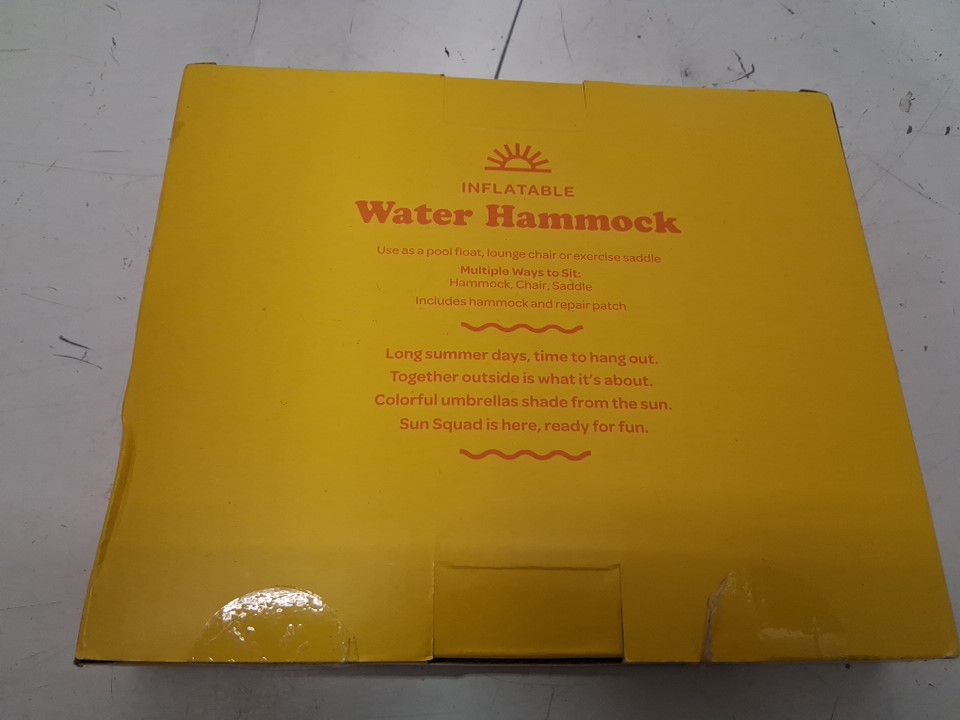 INFLATABLE
Water Hammock
Use as a pool float, lounge chair or exercise saddle
Multiple Ways to Sit:
Hammock, Chair, Saddle
Includes hammock and repair patch
Long summer days, time to hang out.
Together outside is what it's about.
Colorful umbrellas shade from the sun.
Sun Squad is here, ready for fun.